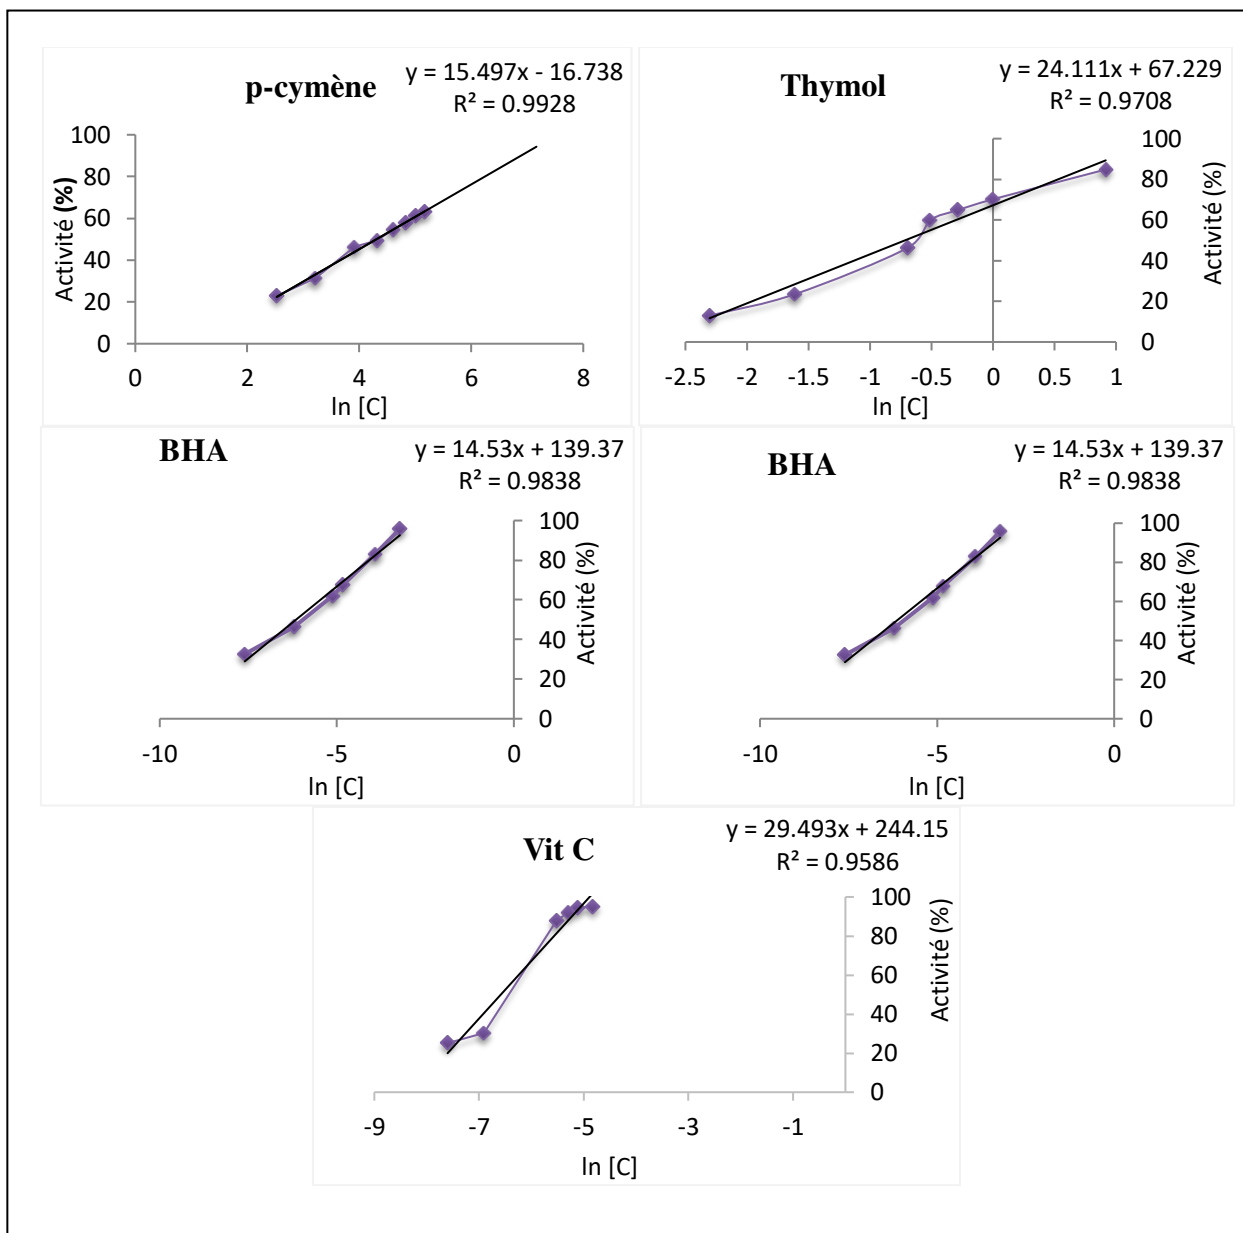 p-cymène
y = 15.497x - 16.738
R² = 0.9928
Activité (%)
100
80
60
40
20
0
0 2 4 6 8
ln [C]
Thymol
y = 24.111x + 67.229
R² = 0.9708
100
80
60
40
20
0
Activité (%)
-2.5 -2 -1.5 -1 -0.5 0 0.5 1
ln [C]
BHA
y = 14.53x + 139.37
R² = 0.9838
100
80
60
40
20
0
Activité (%)
-10 -5 0
ln [C]
BHA
y = 14.53x + 139.37
R² = 0.9838
100
80
60
40
20
0
Activité (%)
-10 -5 0
ln [C]
Vit C
y = 29.493x + 244.15
R² = 0.9586
100
80
60
40
20
0
Activité (%)
-9 -7 -5 -3 -1
ln [C]